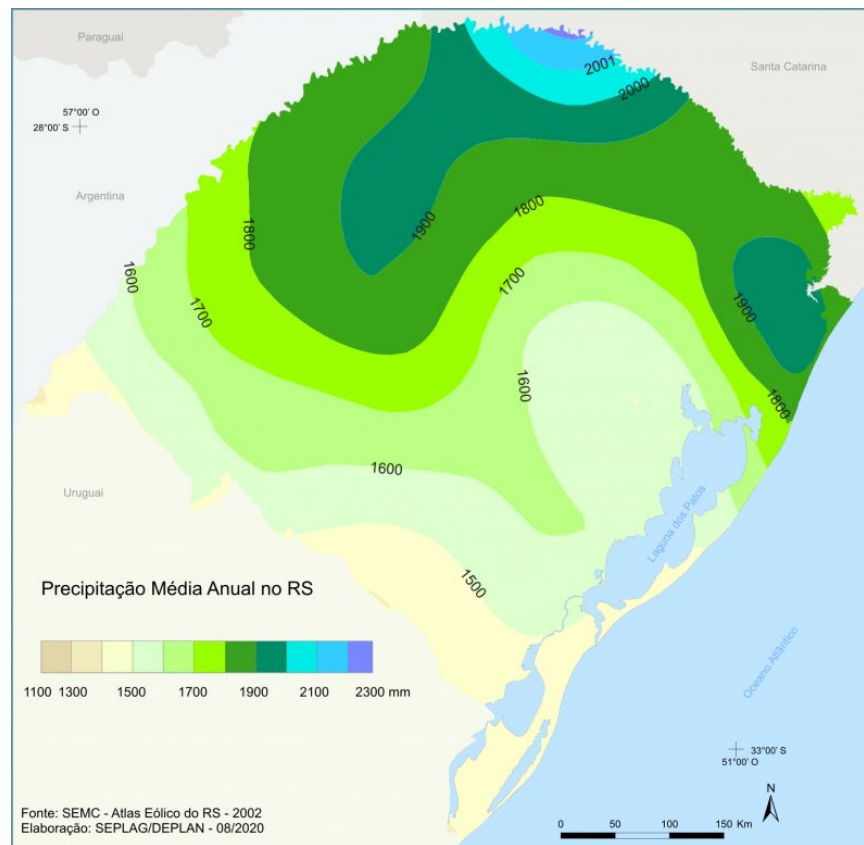 Paraguai
Santa Catarina
2001
2000
57°00' O
28°00' S
Argentina
1800
1900
1800
1600
1700
1700
1900
1600
1800
1600
Uruguai
Laguna dos Patos
1500
Precipitação Média Anual no RS
1100 1300 1500 1700 1900 2100 2300 mm
Oceano Atlântico
33°00' S
51°00' O
N
Fonte: SEMC - Atlas Eólico do RS - 2002
Elaboração: SEPLAG/DEPLAN - 08/2020
0 50 100 150 Km